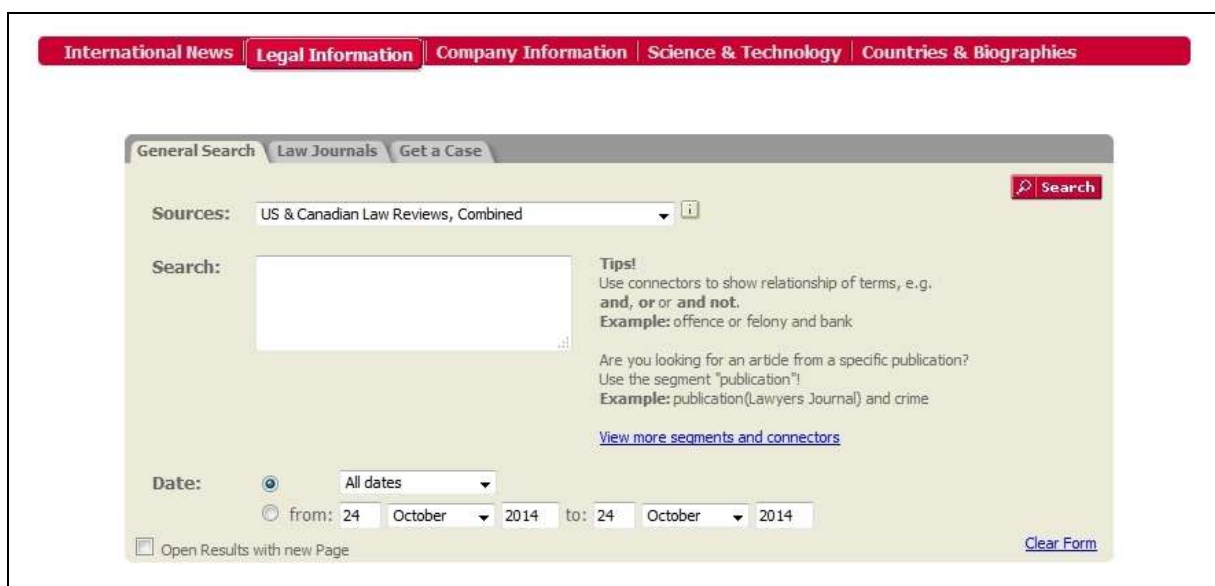 International News Legal Information Company Information Science & Technology Countries & Biographies
General Search Law Journals Get a Case
Search
Sources: US & Canadian Law Reviews, Combined i
Search:
Tips!
Use connectors to show relationship of terms, e.g.
and, or or and not.
Example: offence or felony and bank
Are you looking for an article from a specific publication?
Use the segment "publication"!
Example: publication(Lawyers Journal) and crime
View more segments and connectors
Date: All dates
from: 24 October 2014 to: 24 October 2014
Open Results with new Page
Clear Form